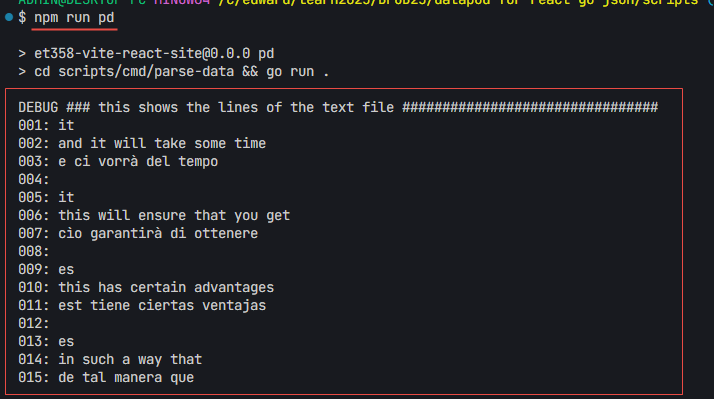 $ npm run pd
> et358-vite-react-site@0.0.0 pd
> cd scripts/cmd/parse-data && go run .
DEBUG ### this shows the lines of the text file ################################
001: it
002: and it will take some time
003: e ci vorrà del tempo
004:
005: it
006: this will ensure that you get
007: cìo garantirà di ottenere
008:
009: es
010: this has certain advantages
011: est tiene ciertas ventajas
012:
013: es
014: in such a way that
015: de tal manera que